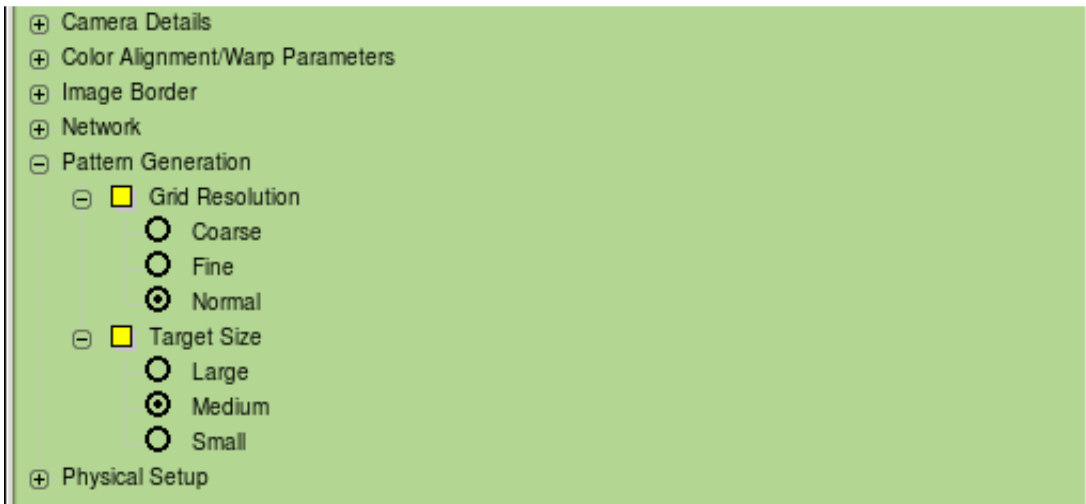 Camera Details
Color Alignment/Warp Parameters
Image Border
Network
Pattern Generation
Grid Resolution
Coarse
Fine
Normal
Target Size
Large
Medium
Small
Physical Setup